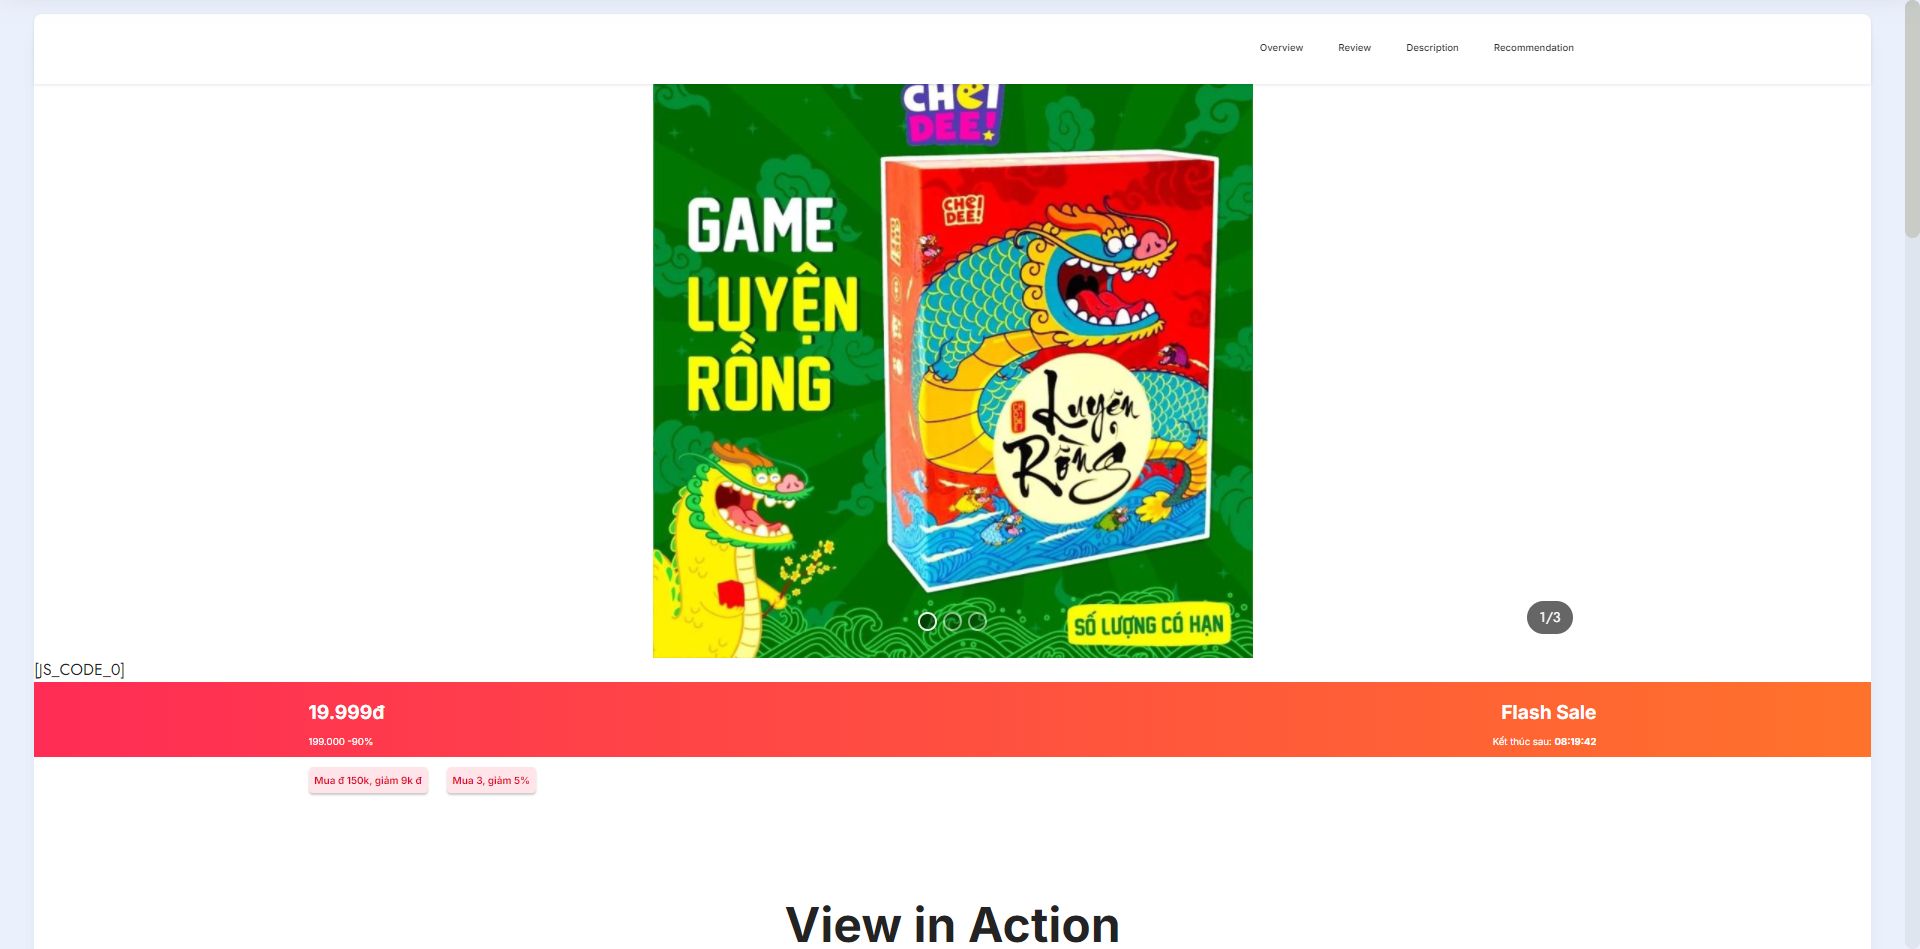 Overview Review Description Recommendation
CHơI
DEE!
GAME
LUYỆN
RỒNG
CHơI
DEE!
Luyện
Rồng
SỐ LƯỢNG CÓ HẠN
1/3
[JS_CODE_0]
19.999đ
Flash Sale
199.000 -90%
Kết thúc sau: 08:19:42
Mua đ 150k, giảm 9k đ
Mua 3, giảm 5%
View in Action